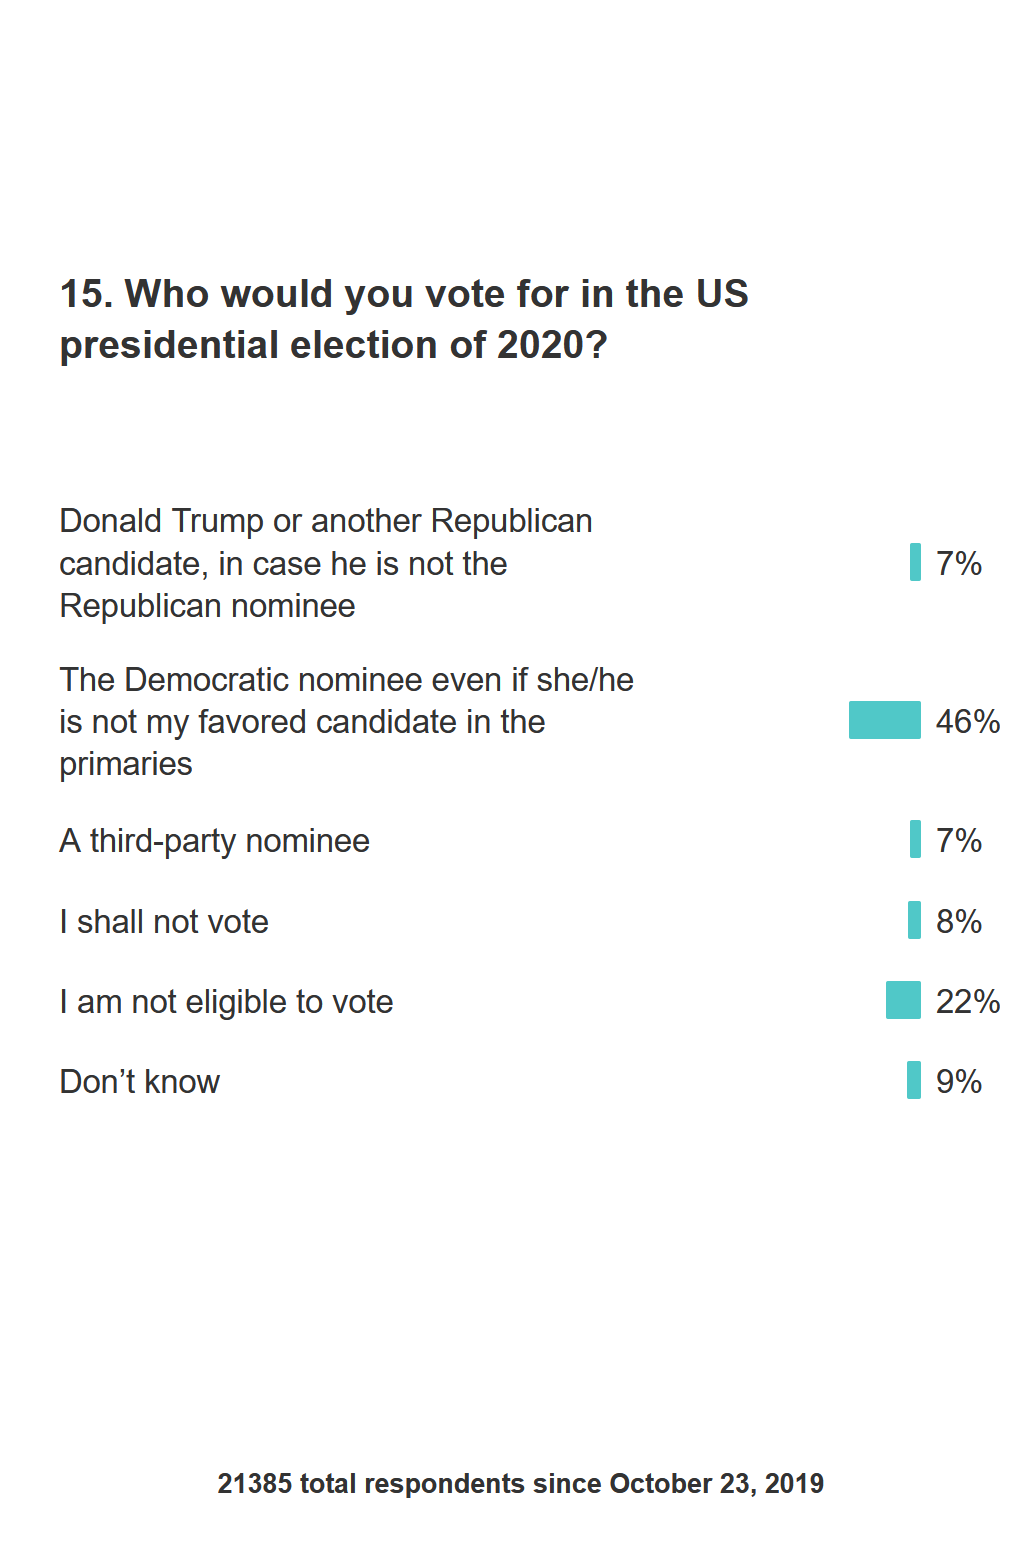 15. Who would you vote for in the US
presidential election of 2020?
Donald Trump or another Republican
candidate, in case he is not the
Republican nominee
7%
The Democratic nominee even if she/he
is not my favored candidate in the
primaries
46%
A third-party nominee
7%
I shall not vote
8%
I am not eligible to vote
22%
Don’t know
9%
21385 total respondents since October 23, 2019